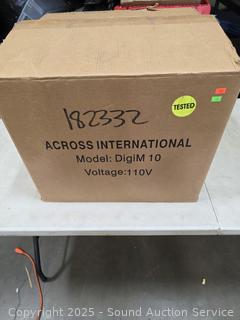 182332
TESTED
ACROSS INTERNATIONAL
Model: DigiM 10
Voltage:110V
Copyright 2025 - Sound Auction Service